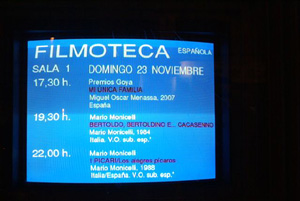 FILMOTECA ESPAÑOLA
SALA 1 DOMINGO 23 NOVIEMBRE
17,30 h. Premios Goya
MI ÚNICA FAMILIA
Miguel Oscar Menassa, 2007
España
19,30 h. Mario Monicelli
BERTOLDO, BERTOLDINO E... CACASENNO
Mario Monicelli, 1984
Italia. V.O. sub. esp.*
22,00 h. Mario Monicelli
I PICARI/Los alegres pícaros
Mario Monicelli, 1988
Italia/España. V.O. sub. esp.*